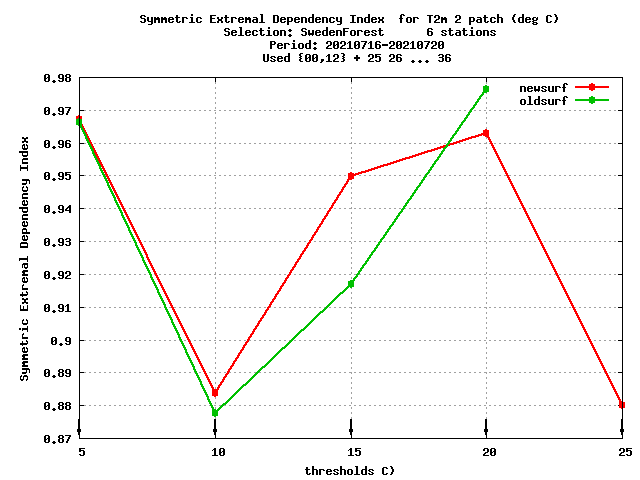 Symmetric Extremal Dependency Index  for T2m 2 patch (deg C)
Selection: SwedenForest      6 stations
Period: 20210716-20210720
Used {00,12} + 25 26 ... 36
newsurf
oldsurf
Symmetric Extremal Dependency Index
0.98
0.97
0.96
0.95
0.94
0.93
0.92
0.91
0.9
0.89
0.88
0.87
5 10 15 20 25
thresholds C)